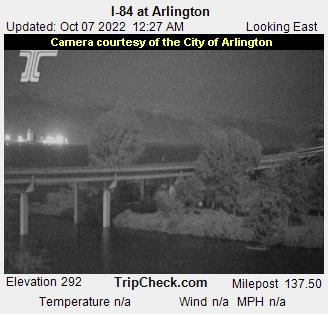 I-84 at Arlington
Updated: Oct 07 2022 12:27 AM Looking East
Camera courtesy of the City of Arlington
Elevation 292 TripCheck.com Milepost 137.50
Temperature n/a Wind n/a MPH n/a